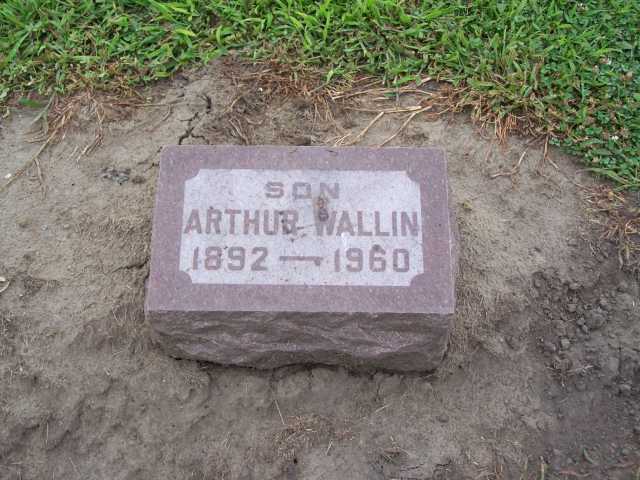 SON
ARTHUR WALLIN
1892 — 1960